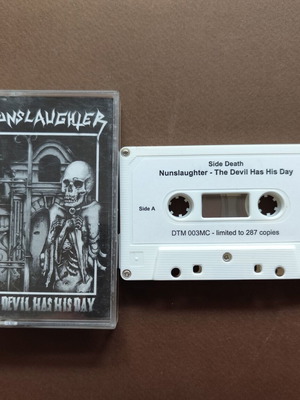 UNSLAUGHTER
DEVIL HAS HIS DAY
Side Death
Nunslaughter - The Devil Has His Day
Side A
DTM 003MC - limited to 287 copies